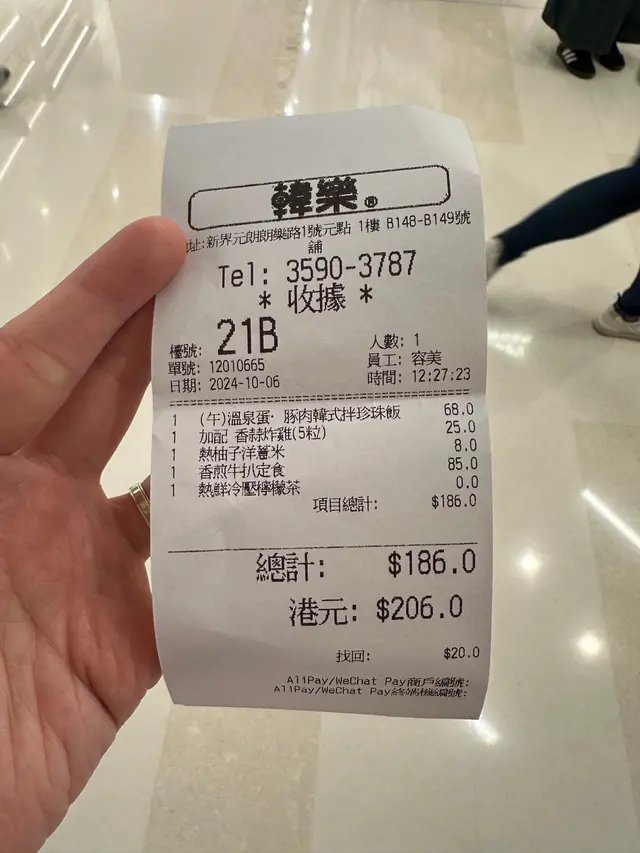 韓樂®
址:新界元朗朗樂路1號元點 1樓 B148-B149號
舖
Tel: 3590-3787
* 收據 *
檯號: 21B 人數: 1
單號: 12010665 員工: 容美
日期: 2024-10-06 時間: 12:27:23
1 (午)溫泉蛋· 豚肉韓式拌珍珠飯 68.0
1 加配 香蒜炸雞(5粒) 25.0
1 熱柚子洋薏米 8.0
1 香煎牛扒定食 85.0
1 熱鮮冷壓檸檬茶 0.0
項目總計: $186.0
總計: $186.0
港元: $206.0
找回: $20.0
AliPay/WeChat Pay商戶編號:
AliPay/WeChat Pay終端機編號: